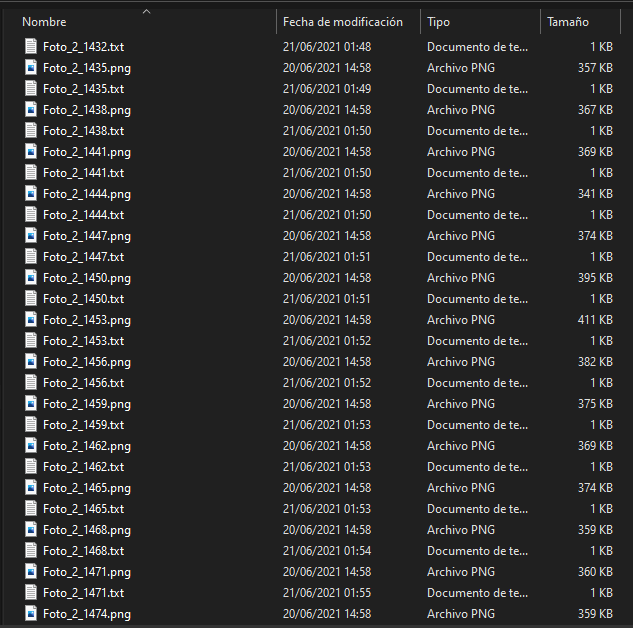 Nombre Fecha de modificación Tipo Tamaño
Foto_2_1432.txt 21/06/2021 01:48 Documento de te... 1 KB
Foto_2_1435.png 20/06/2021 14:58 Archivo PNG 357 KB
Foto_2_1435.txt 21/06/2021 01:49 Documento de te... 1 KB
Foto_2_1438.png 20/06/2021 14:58 Archivo PNG 367 KB
Foto_2_1438.txt 21/06/2021 01:50 Documento de te... 1 KB
Foto_2_1441.png 20/06/2021 14:58 Archivo PNG 369 KB
Foto_2_1441.txt 21/06/2021 01:50 Documento de te... 1 KB
Foto_2_1444.png 20/06/2021 14:58 Archivo PNG 341 KB
Foto_2_1444.txt 21/06/2021 01:50 Documento de te... 1 KB
Foto_2_1447.png 20/06/2021 14:58 Archivo PNG 374 KB
Foto_2_1447.txt 21/06/2021 01:51 Documento de te... 1 KB
Foto_2_1450.png 20/06/2021 14:58 Archivo PNG 395 KB
Foto_2_1450.txt 21/06/2021 01:51 Documento de te... 1 KB
Foto_2_1453.png 20/06/2021 14:58 Archivo PNG 411 KB
Foto_2_1453.txt 21/06/2021 01:52 Documento de te... 1 KB
Foto_2_1456.png 20/06/2021 14:58 Archivo PNG 382 KB
Foto_2_1456.txt 21/06/2021 01:52 Documento de te... 1 KB
Foto_2_1459.png 20/06/2021 14:58 Archivo PNG 375 KB
Foto_2_1459.txt 21/06/2021 01:53 Documento de te... 1 KB
Foto_2_1462.png 20/06/2021 14:58 Archivo PNG 369 KB
Foto_2_1462.txt 21/06/2021 01:53 Documento de te... 1 KB
Foto_2_1465.png 20/06/2021 14:58 Archivo PNG 374 KB
Foto_2_1465.txt 21/06/2021 01:53 Documento de te... 1 KB
Foto_2_1468.png 20/06/2021 14:58 Archivo PNG 359 KB
Foto_2_1468.txt 21/06/2021 01:54 Documento de te... 1 KB
Foto_2_1471.png 20/06/2021 14:58 Archivo PNG 360 KB
Foto_2_1471.txt 21/06/2021 01:55 Documento de te... 1 KB
Foto_2_1474.png 20/06/2021 14:58 Archivo PNG 359 KB